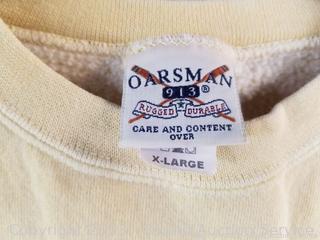 OARSMAN
913®
RUGGED DURABLE
CARE AND CONTENT
OVER
X-LARGE